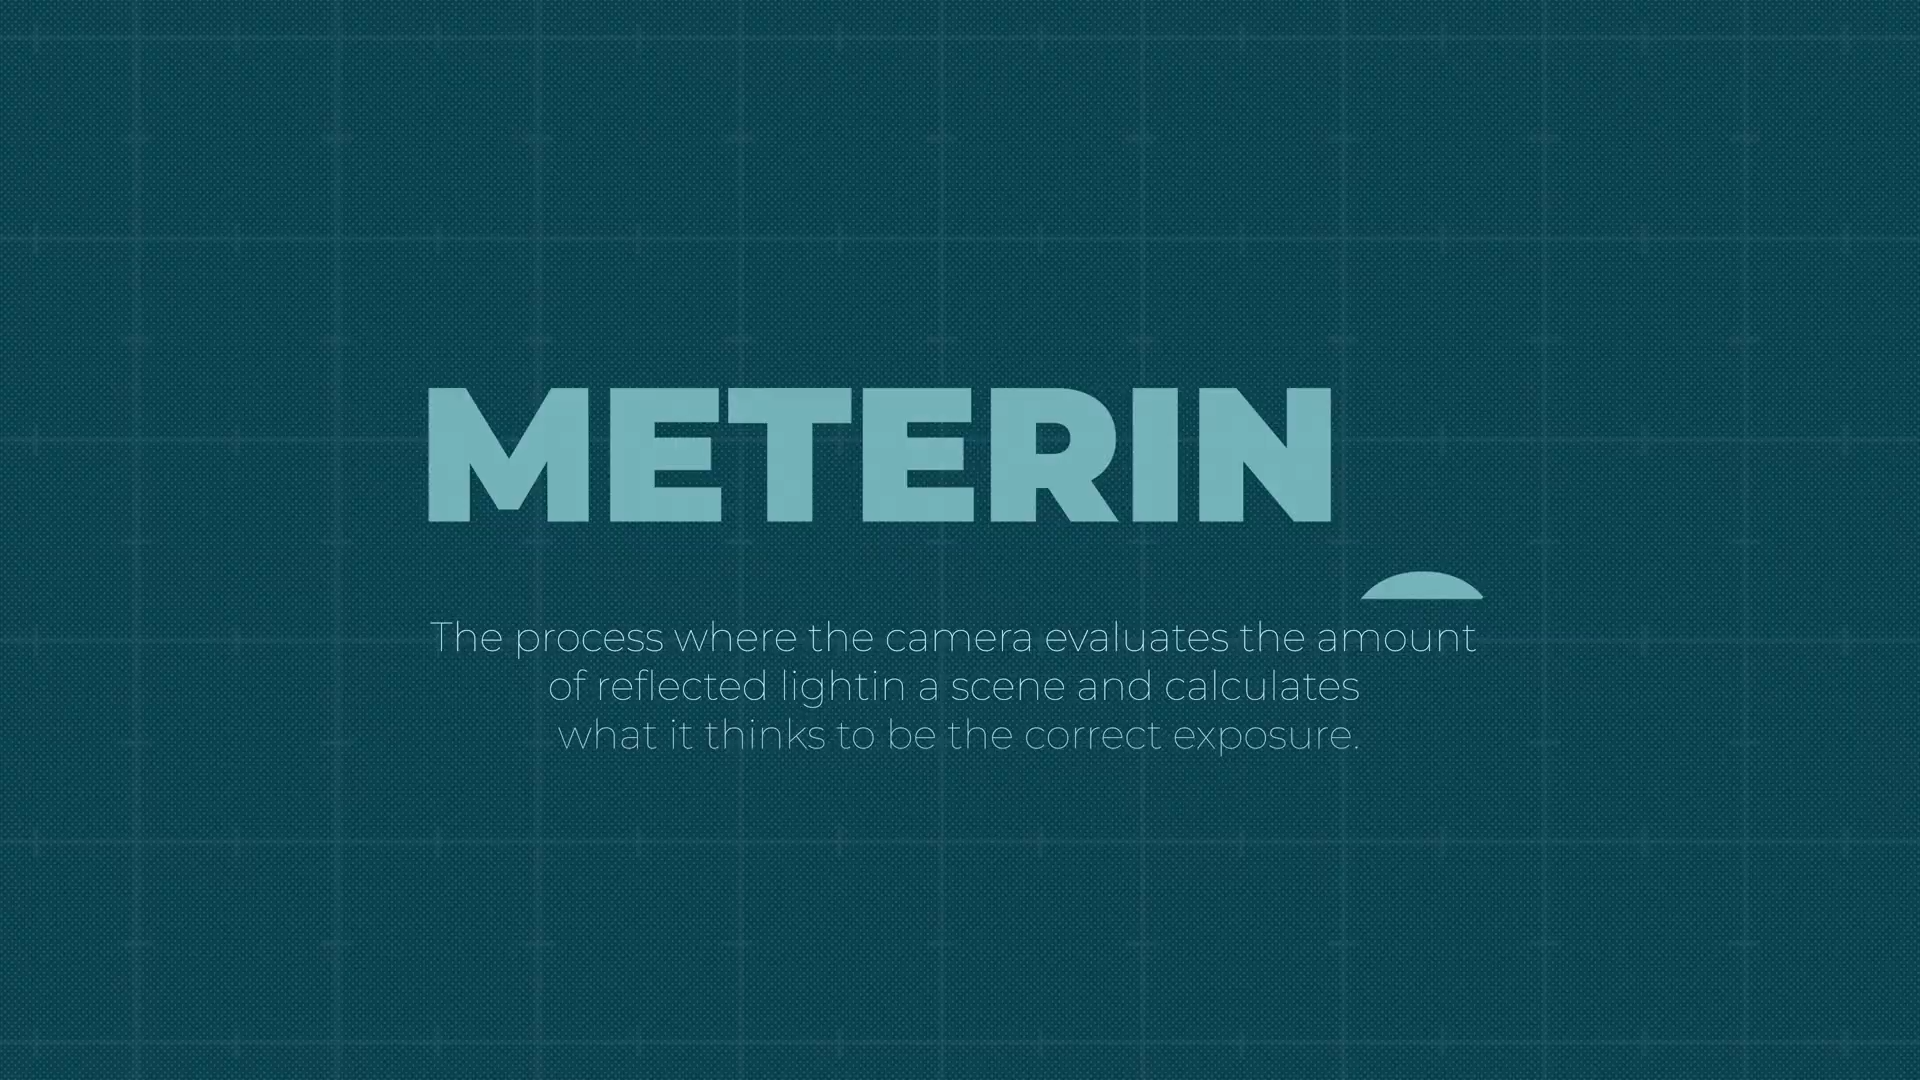 METERIN
The process where the camera evaluates the amount
of reflected lightin a scene and calculates
what it thinks to be the correct exposure.